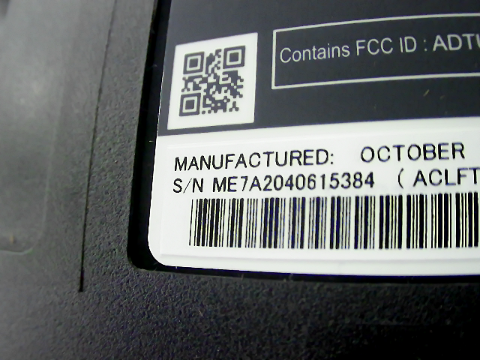 Contains FCC ID : ADTU
MANUFACTURED: OCTOBER
S/N ME7A2040615384 ( ACLFT